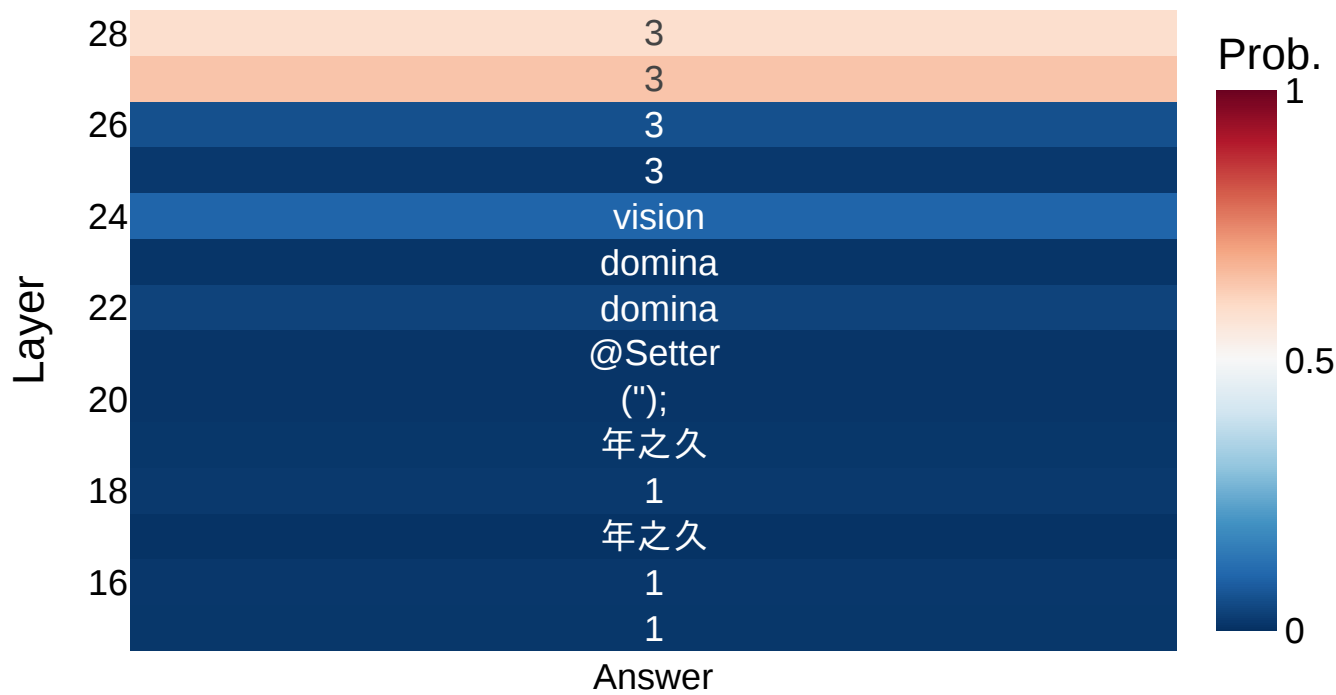 28 3
3
26 3
3
24 vision
domina
22 domina
@Setter
20 (");
年之久
18 1
年之久
16 1
1
Layer
Answer
Prob.
1
0.5
0